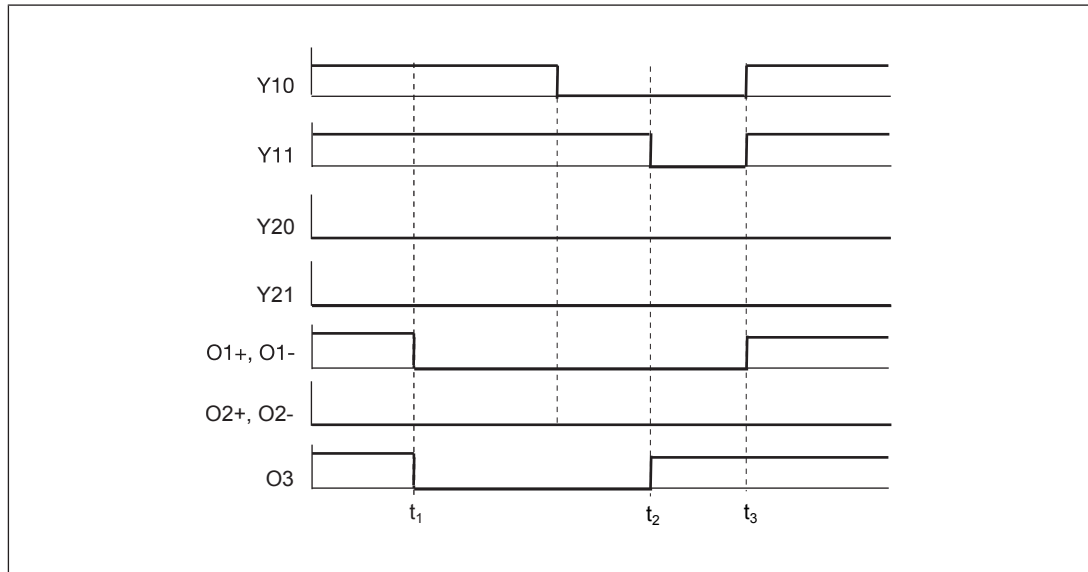 Y10
Y11
Y20
Y21
O1+, O1-
O2+, O2-
O3
t₁ t₂ t₃